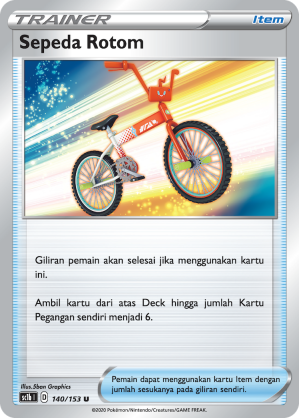 TRAINER
Item
Sepeda Rotom
Giliran pemain akan selesai jika menggunakan kartu
ini.
Ambil kartu dari atas Deck hingga jumlah Kartu
Pegangan sendiri menjadi 6.
Illus.5ban Graphics
sc1b I D 140/153 U
Pemain dapat menggunakan kartu Item dengan
jumlah sesukanya pada giliran sendiri.
©2020 Pokémon/Nintendo/Creatures/GAME FREAK.